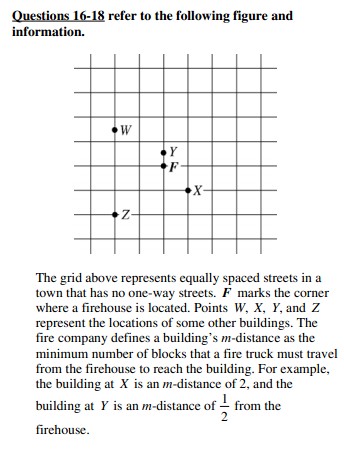 Questions 16-18 refer to the following figure and
information.
W
Y
F
X
Z
The grid above represents equally spaced streets in a
town that has no one-way streets. F marks the corner
where a firehouse is located. Points W, X, Y, and Z
represent the locations of some other buildings. The
fire company defines a building's m-distance as the
minimum number of blocks that a fire truck must travel
from the firehouse to reach the building. For example,
the building at X is an m-distance of 2, and the
building at Y is an m-distance of 1/2 from the
firehouse.